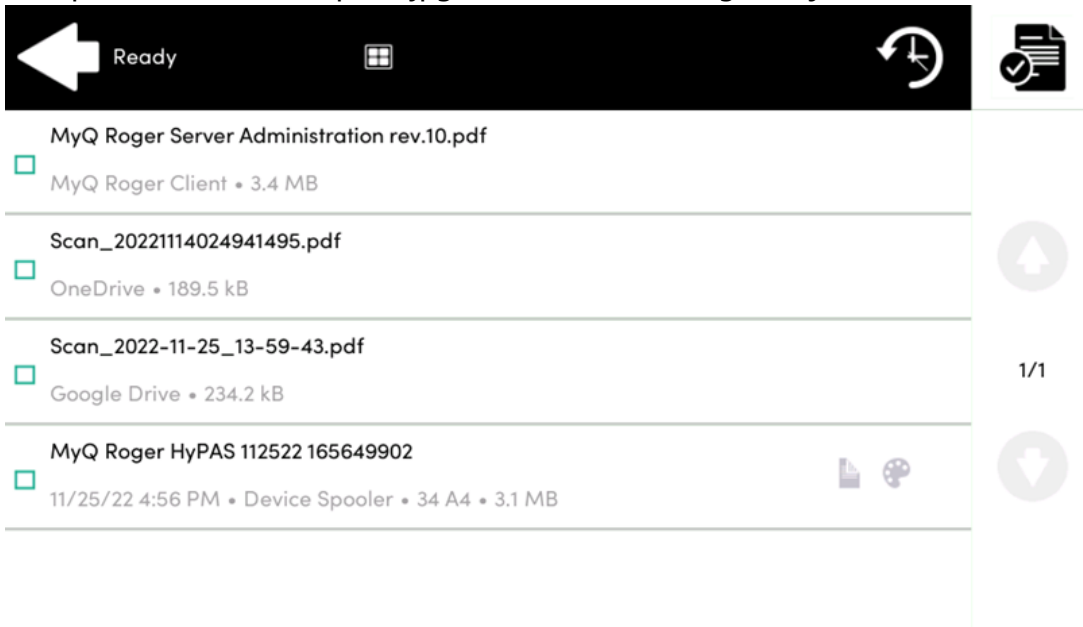 Ready
MyQ Roger Server Administration rev.10.pdf
MyQ Roger Client • 3.4 MB
Scan_20221114024941495.pdf
OneDrive • 189.5 kB
Scan_2022-11-25_13-59-43.pdf
Google Drive • 234.2 kB
1/1
MyQ Roger HyPAS 112522 165649902
11/25/22 4:56 PM • Device Spooler • 34 A4 • 3.1 MB